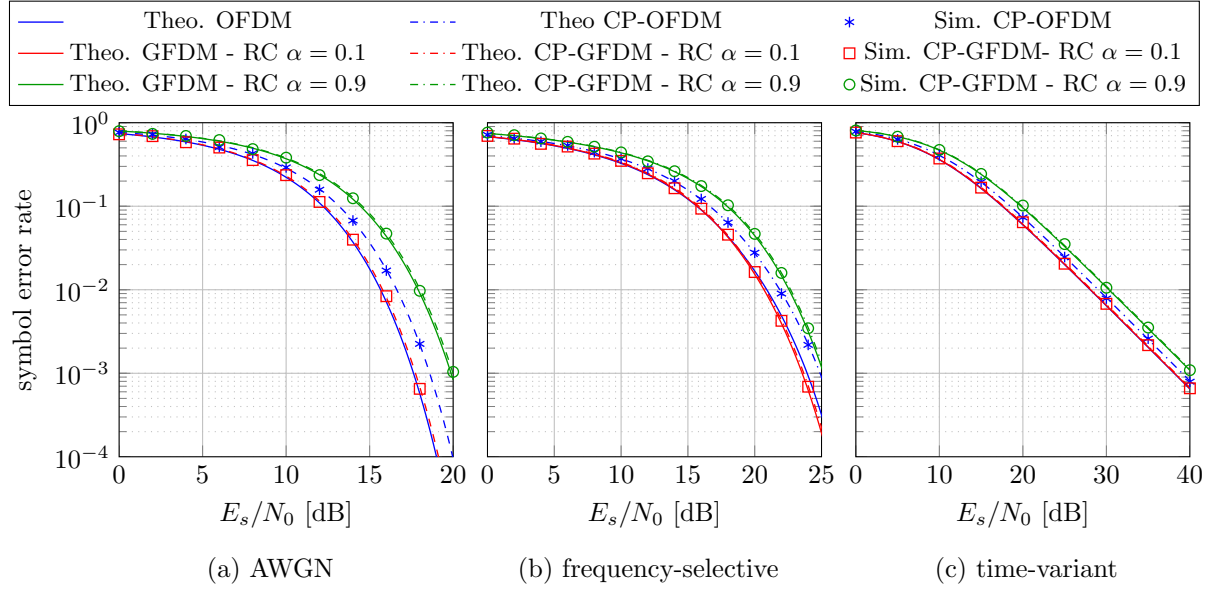 Theo. OFDM Theo CP-OFDM Sim. CP-OFDM
Theo. GFDM - RC α = 0.1 Theo. CP-GFDM - RC α = 0.1 Sim. CP-GFDM- RC α = 0.1
Theo. GFDM - RC α = 0.9 Theo. CP-GFDM - RC α = 0.9 Sim. CP-GFDM - RC α = 0.9
symbol error rate
10^0
10^−1
10^−2
10^−3
10^−4
0 5 10 15 20
E_s/N_0 [dB]
(a) AWGN
0 5 10 15 20 25
E_s/N_0 [dB]
(b) frequency-selective
0 10 20 30 40
E_s/N_0 [dB]
(c) time-variant